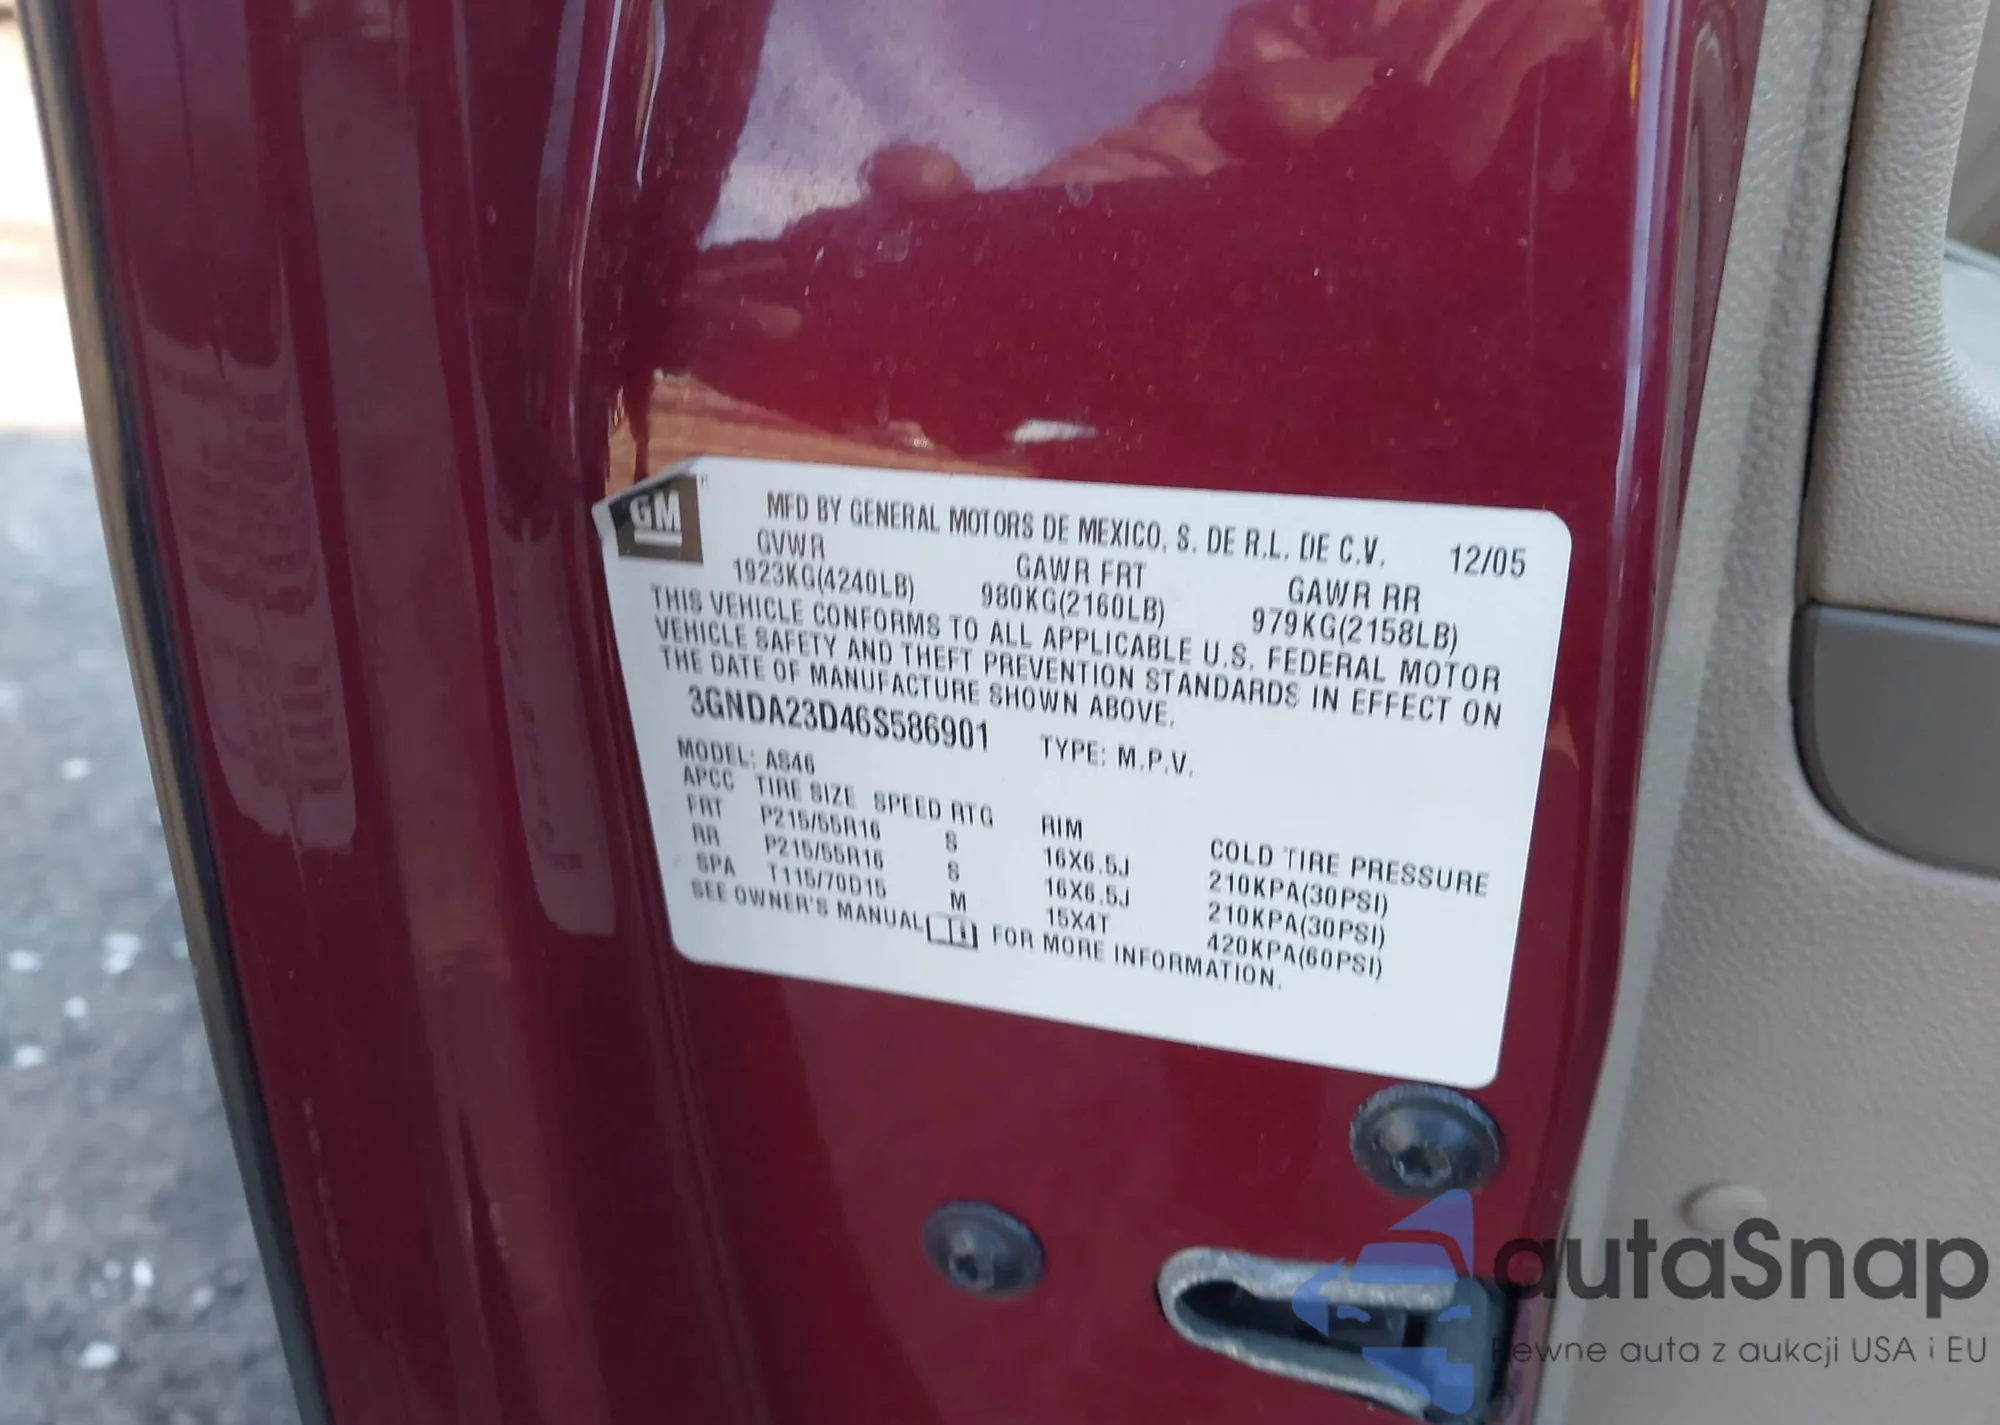 GM
MFD BY GENERAL MOTORS DE MEXICO, S. DE R.L. DE C.V. 12/05
GVWR GAWR FRT GAWR RR
1923KG(4240LB) 980KG(2160LB) 979KG(2158LB)
THIS VEHICLE CONFORMS TO ALL APPLICABLE U.S. FEDERAL MOTOR
VEHICLE SAFETY AND THEFT PREVENTION STANDARDS IN EFFECT ON
THE DATE OF MANUFACTURE SHOWN ABOVE.
3GNDA23D46S586901 TYPE: M.P.V.
MODEL: AS46
APCC TIRE SIZE SPEED RTG RIM COLD TIRE PRESSURE
FRT P215/55R16 S 16X6.5J 210KPA(30PSI)
RR P215/55R16 S 16X6.5J 210KPA(30PSI)
SPA T115/70D15 M 15X4T 420KPA(60PSI)
SEE OWNER'S MANUAL FOR MORE INFORMATION.
autaSnap
Pewne auta z aukcji USA i EU